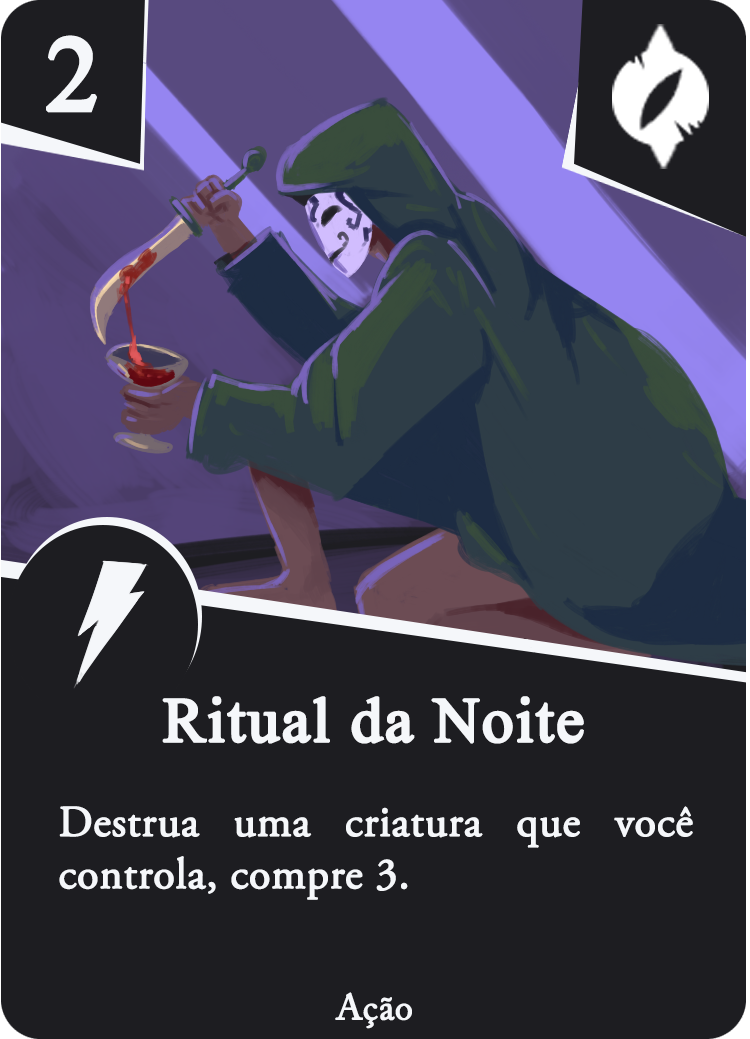 2
Ritual da Noite
Destrua uma criatura que você
controla, compre 3.
Ação